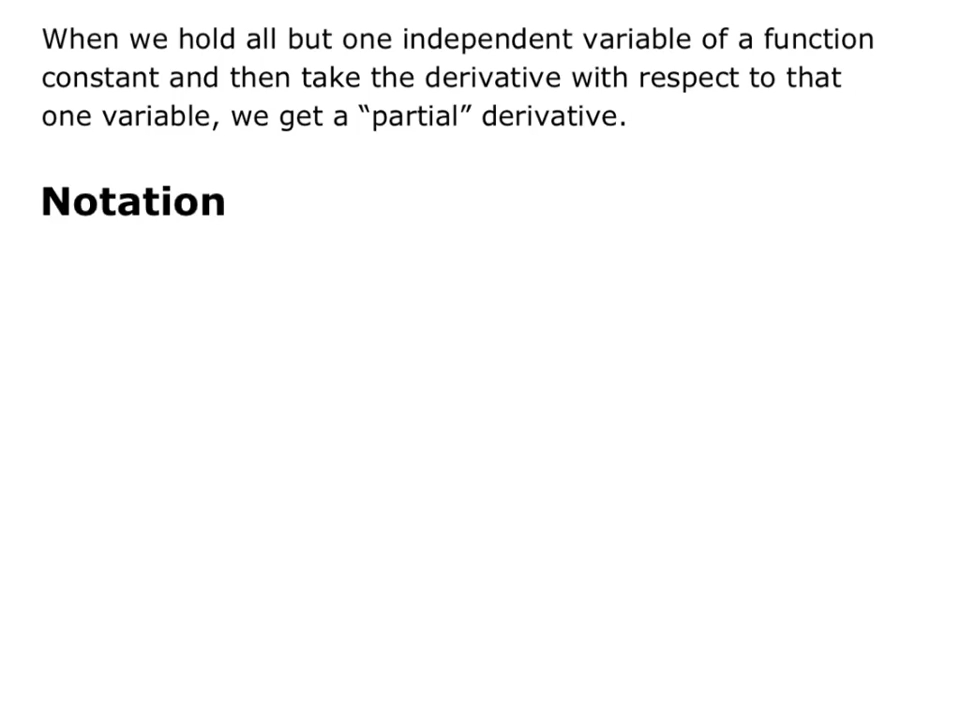 When we hold all but one independent variable of a function
constant and then take the derivative with respect to that
one variable, we get a “partial” derivative.
Notation